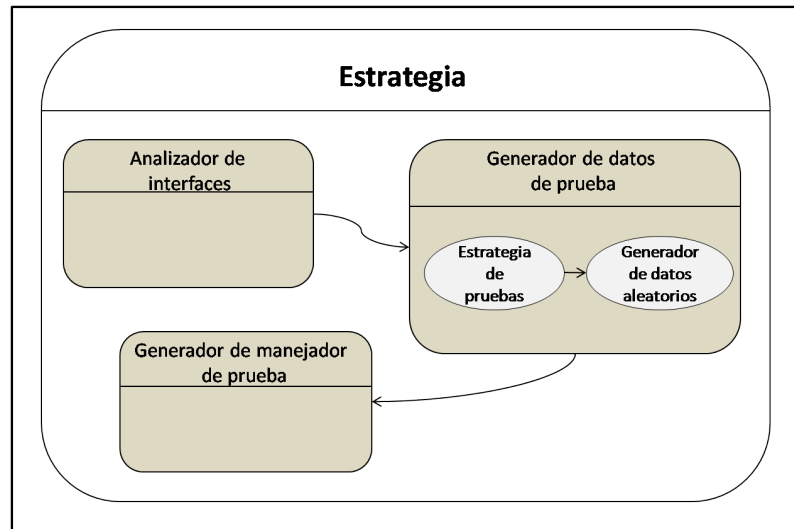 Estrategia
Analizador de
interfaces
Generador de datos
de prueba
Estrategia
de
pruebas
Generador
de datos
aleatorios
Generador de manejador
de prueba